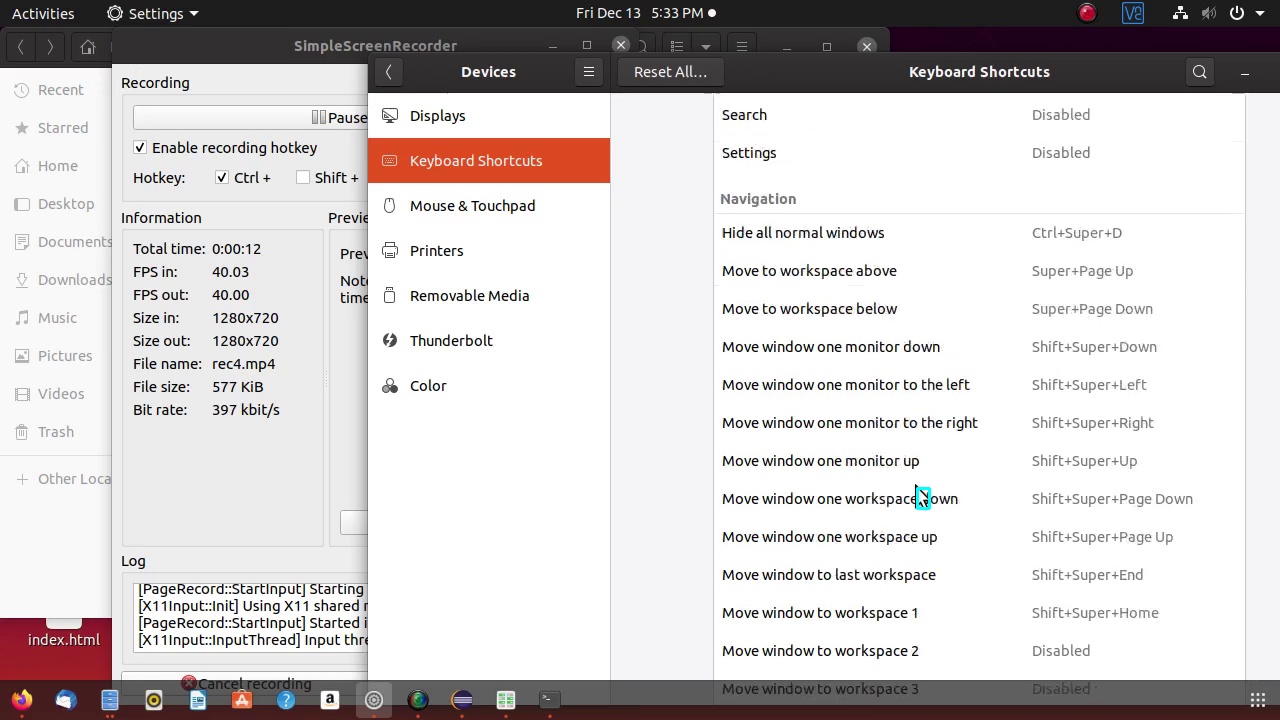 Activities
Settings
Fri Dec 13 5:33 PM
SimpleScreenRecorder
Devices
Reset All...
Keyboard Shortcuts
Recent
Starred
Home
Desktop
Documents
Downloads
Music
Pictures
Videos
Trash
Other Loca
index.html
Recording
Pause
Enable recording hotkey
Hotkey: Ctrl + Shift +
Information
Total time: 0:00:12
FPS in: 40.03
FPS out: 40.00
Size in: 1280x720
Size out: 1280x720
File name: rec4.mp4
File size: 577 KiB
Bit rate: 397 kbit/s
Log
[PageRecord::StartInput] Starting
[X11Input::Init] Using X11 shared
[PageRecord::StartInput] Started
[X11Input::InputThread] Input
Cancel recording
Displays
Keyboard Shortcuts
Mouse & Touchpad
Printers
Removable Media
Thunderbolt
Color
Search Disabled
Settings Disabled
Navigation
Hide all normal windows Ctrl+Super+D
Move to workspace above Super+Page Up
Move to workspace below Super+Page Down
Move window one monitor down Shift+Super+Down
Move window one monitor to the left Shift+Super+Left
Move window one monitor to the right Shift+Super+Right
Move window one monitor up Shift+Super+Up
Move window one workspace down Shift+Super+Page Down
Move window one workspace up Shift+Super+Page Up
Move window to last workspace Shift+Super+End
Move window to workspace 1 Shift+Super+Home
Move window to workspace 2 Disabled
Move window to workspace 3 Disabled